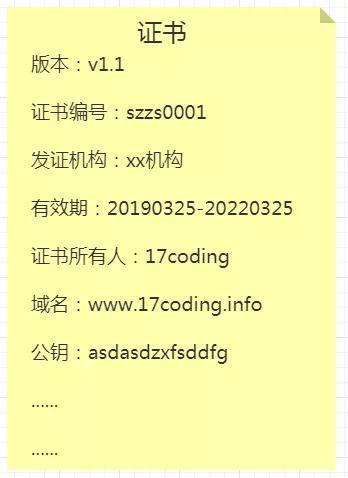 证书
版本：v1.1
证书编号：szzs0001
发证机构：xx机构
有效期：20190325-20220325
证书所有人：17coding
域名：www.17coding.info
公钥：asdasdzxfsddfg
......
......